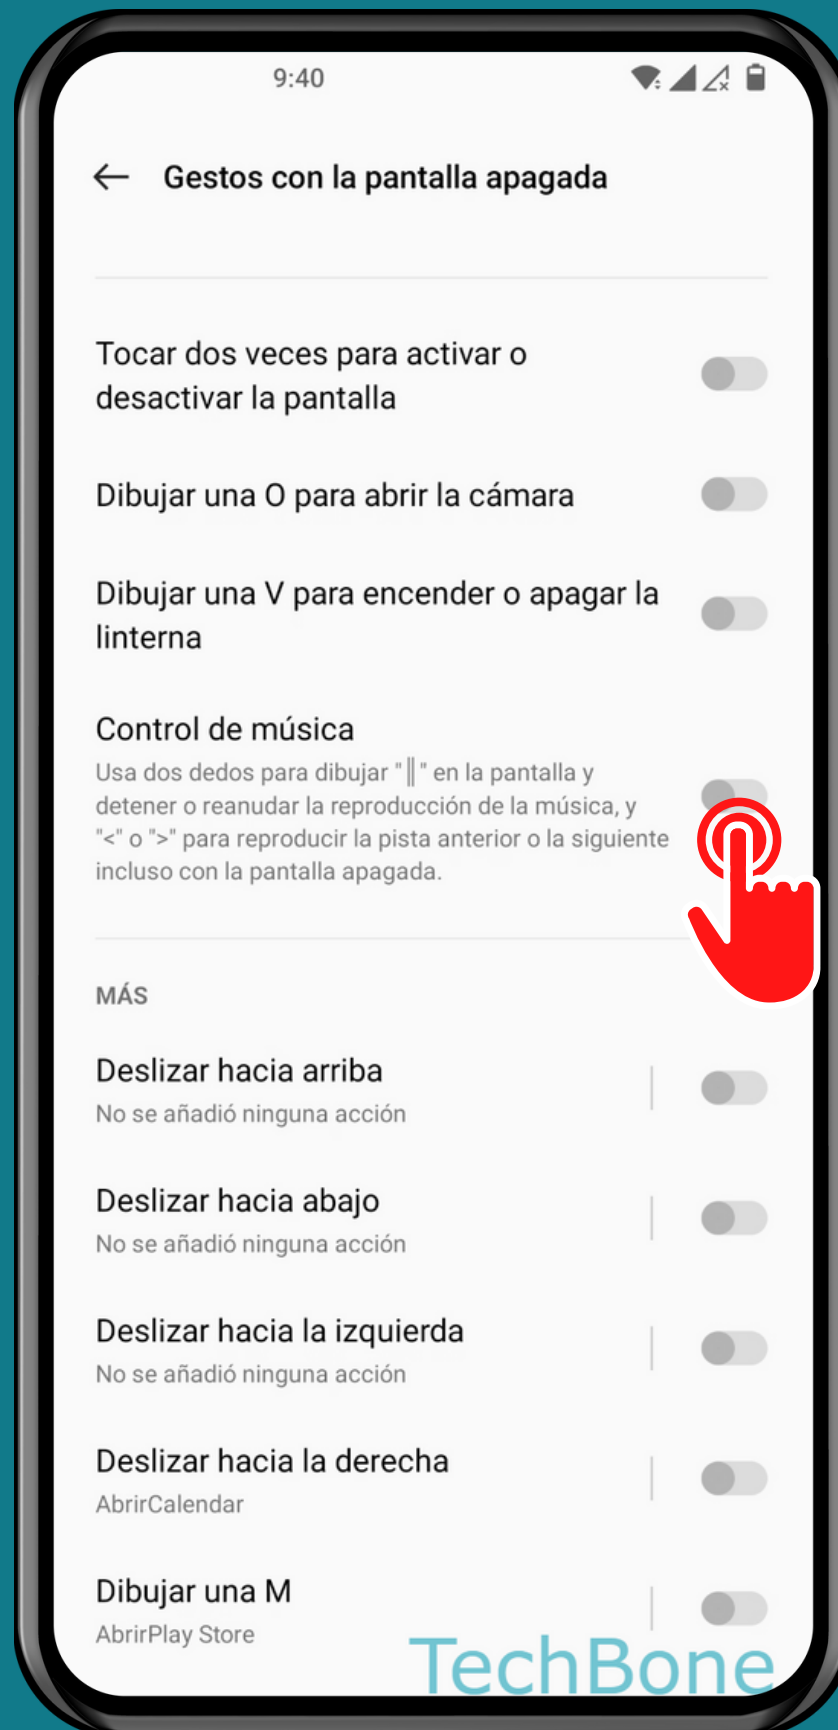 9:40
Gestos con la pantalla apagada
Tocar dos veces para activar o
desactivar la pantalla
Dibujar una O para abrir la cámara
Dibujar una V para encender o apagar la
linterna
Control de música
Usa dos dedos para dibujar "║" en la pantalla y
detener o reanudar la reproducción de la música, y
"<" o ">" para reproducir la pista anterior o la siguiente
incluso con la pantalla apagada.
MÁS
Deslizar hacia arriba
No se añadió ninguna acción
Deslizar hacia abajo
No se añadió ninguna acción
Deslizar hacia la izquierda
No se añadió ninguna acción
Deslizar hacia la derecha
AbrirCalendar
Dibujar una M
AbrirPlay Store
TechBone